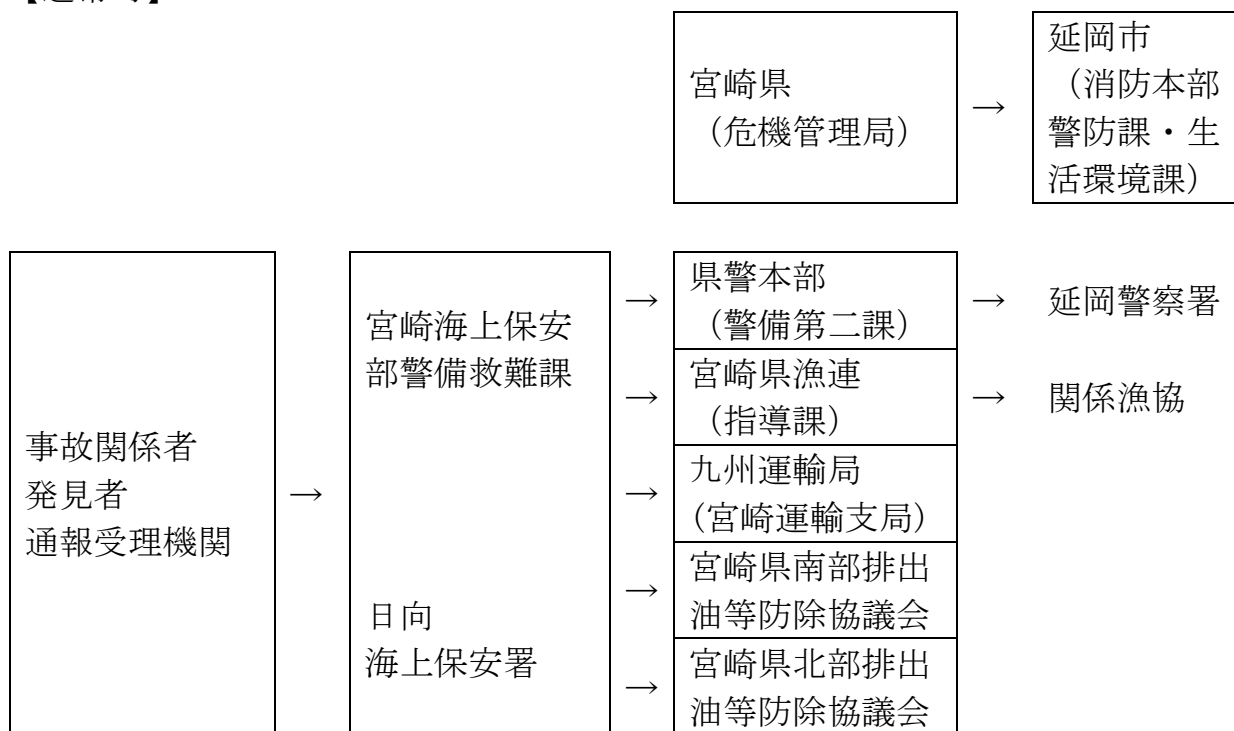 宮崎県
（危機管理局）
→
延岡市
（消防本部
警防課・生
活環境課）
事故関係者
発見者
通報受理機関
→
宮崎海上保安
部警備救難課
日向
海上保安署
→
県警本部
（警備第二課）
→
延岡警察署
→
宮崎県漁連
（指導課）
→
関係漁協
→
九州運輸局
（宮崎運輸支局）
→
宮崎県南部排出
油等防除協議会
→
宮崎県北部排出
油等防除協議会